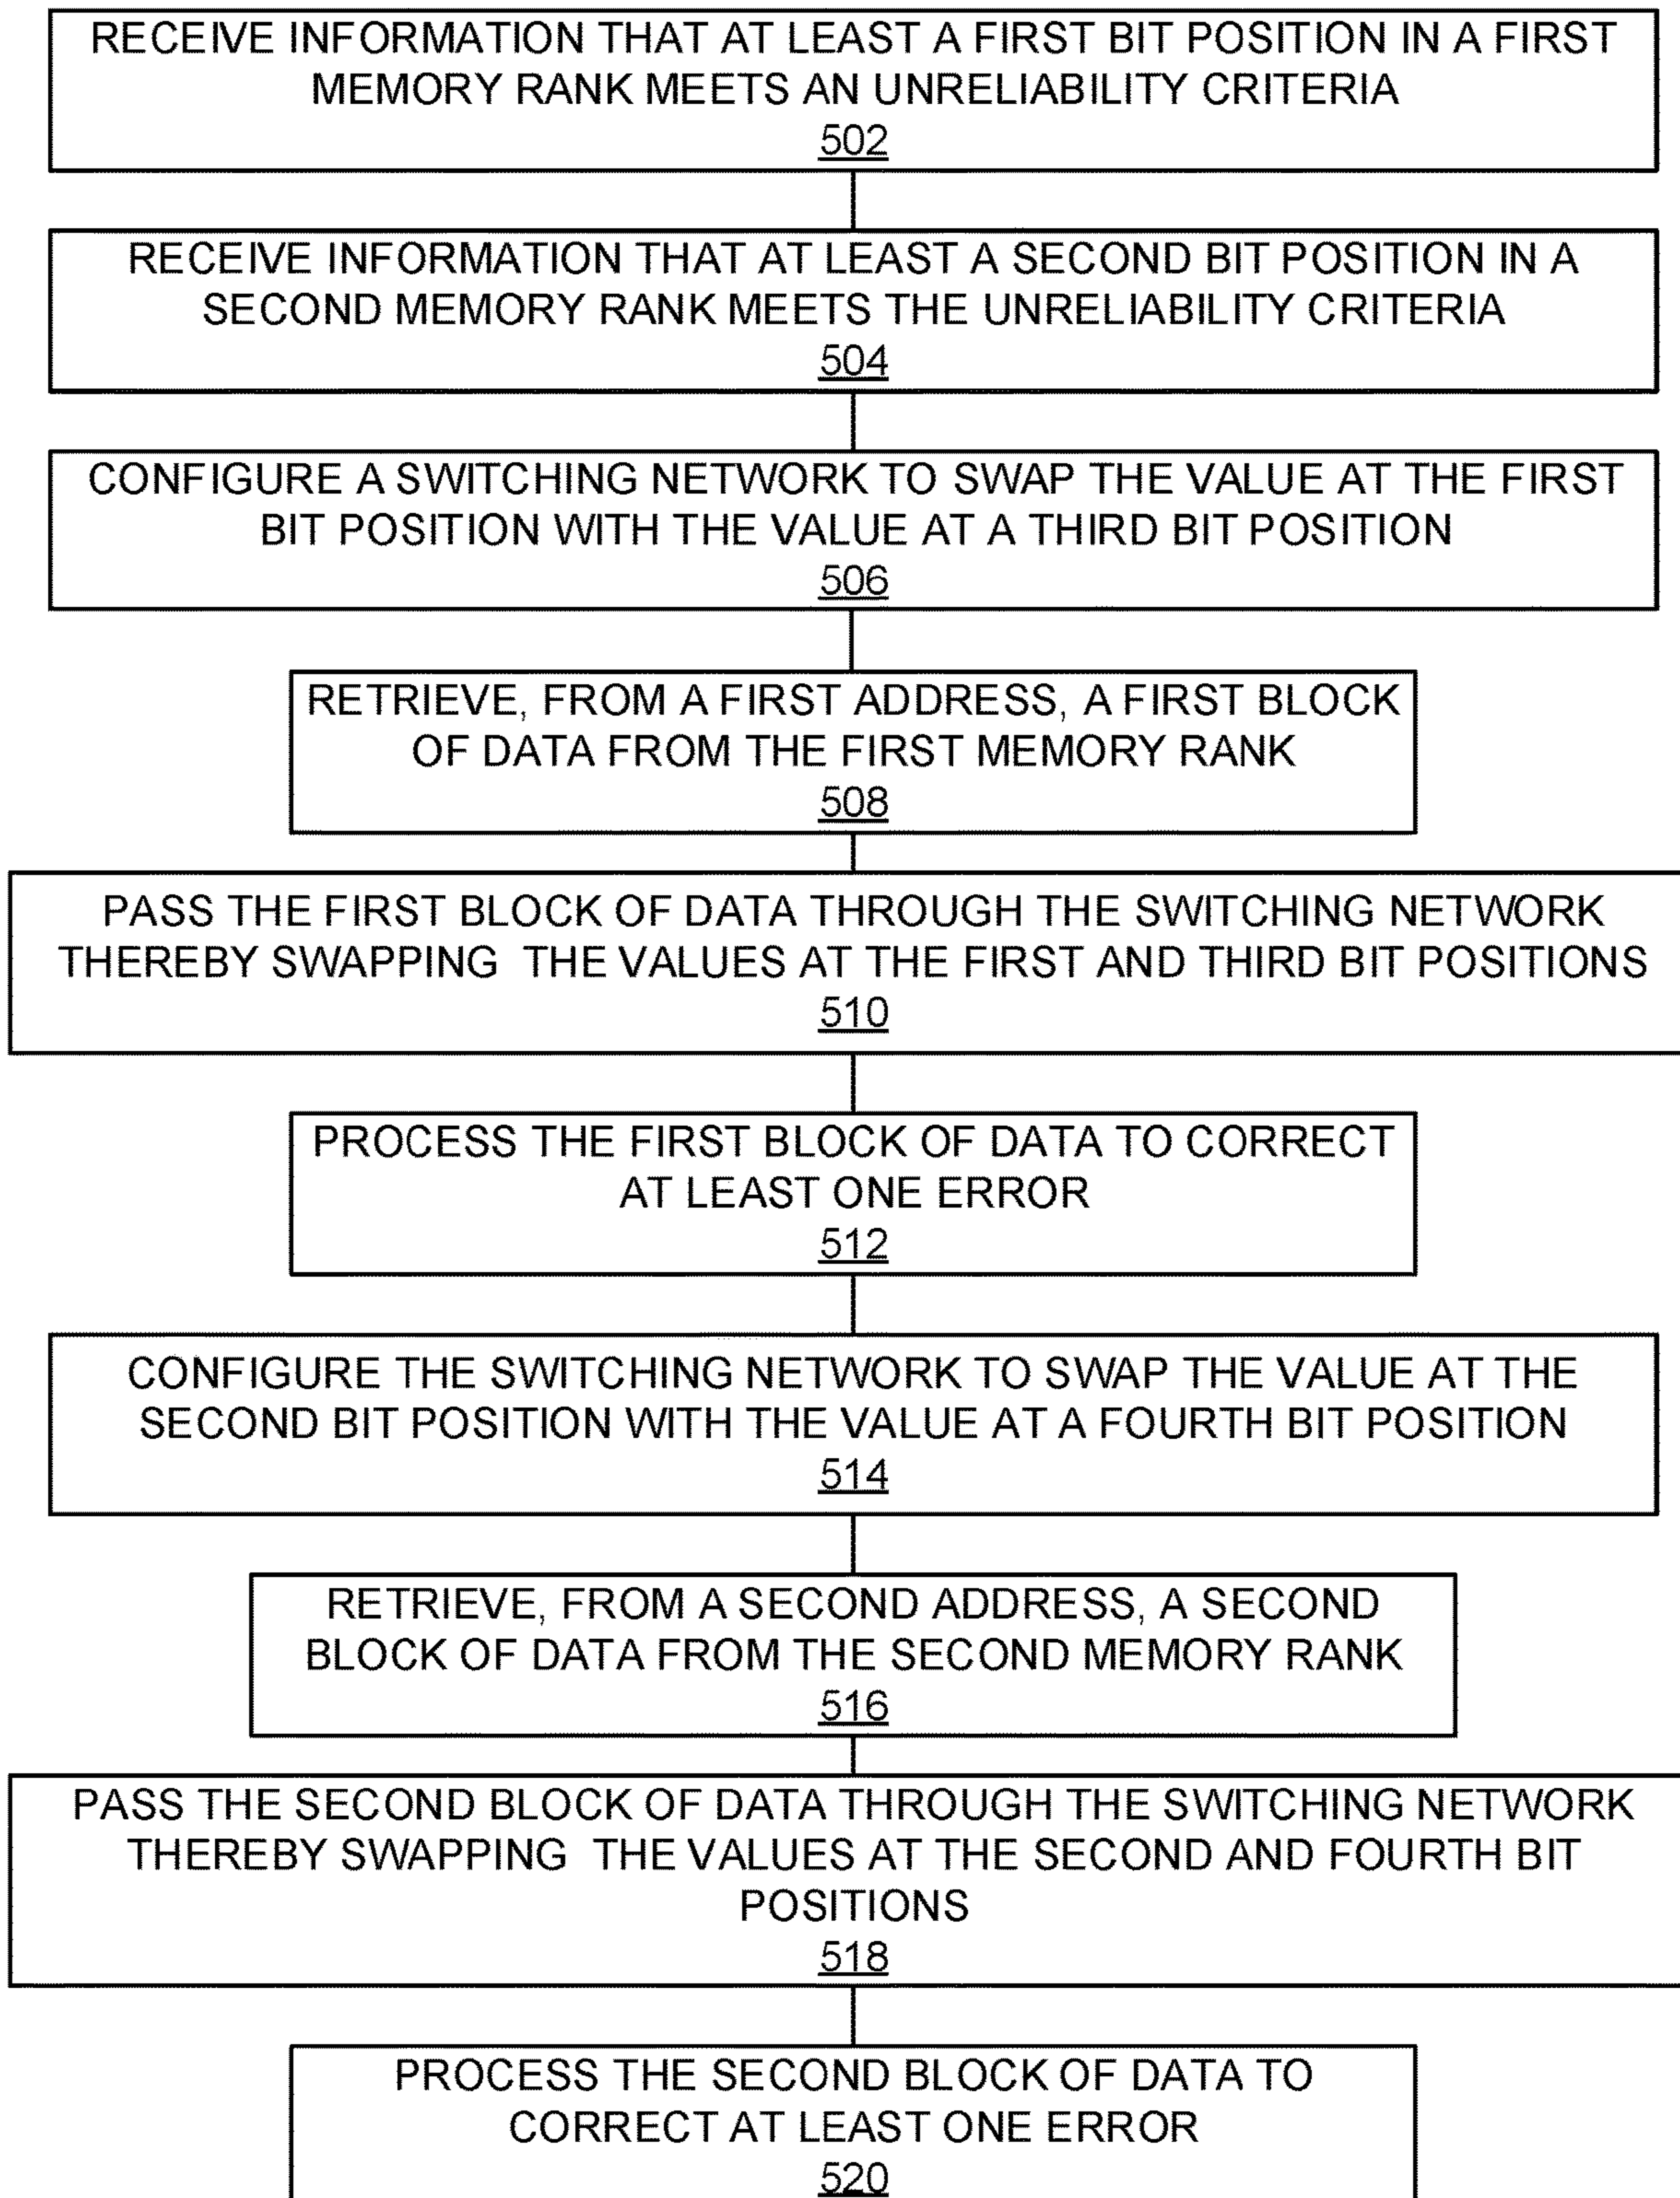 RECEIVE INFORMATION THAT AT LEAST A FIRST BIT POSITION IN A FIRST
MEMORY RANK MEETS AN UNRELIABILITY CRITERIA
502
RECEIVE INFORMATION THAT AT LEAST A SECOND BIT POSITION IN A
SECOND MEMORY RANK MEETS THE UNRELIABILITY CRITERIA
504
CONFIGURE A SWITCHING NETWORK TO SWAP THE VALUE AT THE FIRST
BIT POSITION WITH THE VALUE AT A THIRD BIT POSITION
506
RETRIEVE, FROM A FIRST ADDRESS, A FIRST BLOCK
OF DATA FROM THE FIRST MEMORY RANK
508
PASS THE FIRST BLOCK OF DATA THROUGH THE SWITCHING NETWORK
THEREBY SWAPPING THE VALUES AT THE FIRST AND THIRD BIT POSITIONS
510
PROCESS THE FIRST BLOCK OF DATA TO CORRECT
AT LEAST ONE ERROR
512
CONFIGURE THE SWITCHING NETWORK TO SWAP THE VALUE AT THE
SECOND BIT POSITION WITH THE VALUE AT A FOURTH BIT POSITION
514
RETRIEVE, FROM A SECOND ADDRESS, A SECOND
BLOCK OF DATA FROM THE SECOND MEMORY RANK
516
PASS THE SECOND BLOCK OF DATA THROUGH THE SWITCHING NETWORK
THEREBY SWAPPING THE VALUES AT THE SECOND AND FOURTH BIT
POSITIONS
518
PROCESS THE SECOND BLOCK OF DATA TO
CORRECT AT LEAST ONE ERROR
520